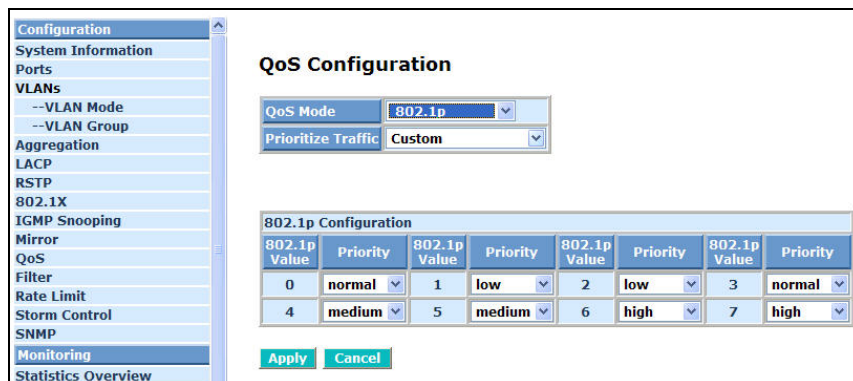 Configuration
System Information
Ports
VLANs
--VLAN Mode
--VLAN Group
Aggregation
LACP
RSTP
802.1X
IGMP Snooping
Mirror
QoS
Filter
Rate Limit
Storm Control
SNMP
Monitoring
Statistics Overview
QoS Configuration
QoS Mode 802.1p
Prioritize Traffic Custom
802.1p Configuration
802.1p Value Priority 802.1p Value Priority 802.1p Value Priority 802.1p Value Priority
0 normal 1 low 2 low 3 normal
4 medium 5 medium 6 high 7 high
Apply Cancel